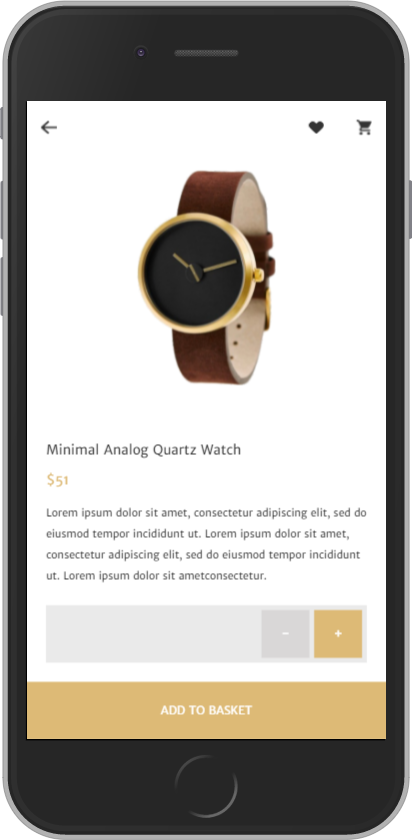 Minimal Analog Quartz Watch
$51
Lorem ipsum dolor sit amet, consectetur adipiscing elit, sed do
eiusmod tempor incididunt ut. Lorem ipsum dolor sit amet,
consectetur adipiscing elit, sed do eiusmod tempor incididunt
ut. Lorem ipsum dolor sit ametconsectetur.
- +
ADD TO BASKET